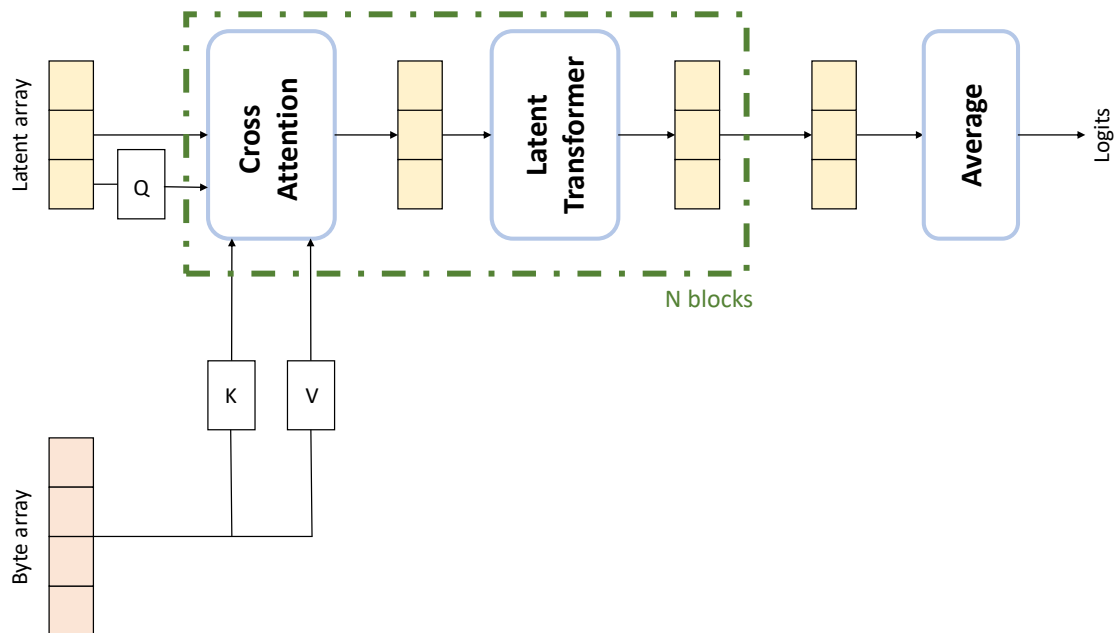 Latent array
Q
Cross
Attention
Latent
Transformer
Average
Logits
N blocks
K
V
Byte array